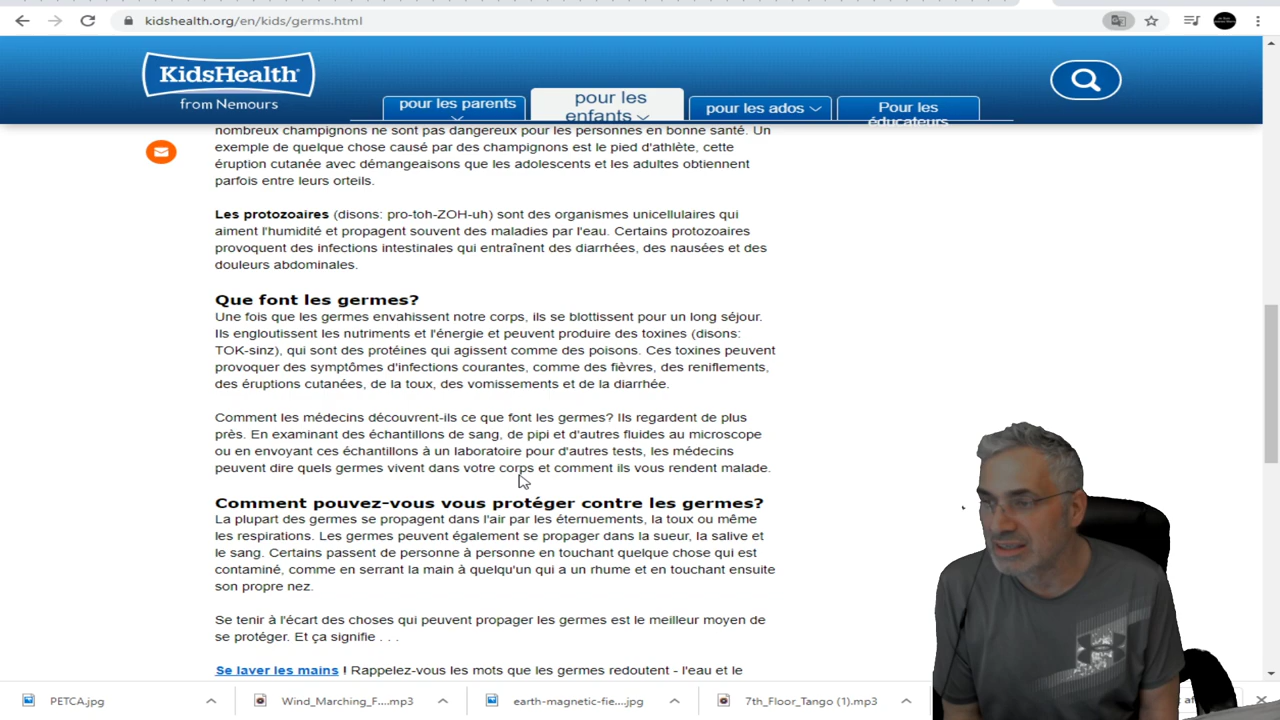 kidshealth.org/en/kids/germs.html
KidsHealth
from Nemours
pour les parents
pour les enfants
pour les ados
Pour les éducateurs
nombreux champignons ne sont pas dangereux pour les personnes en bonne santé. Un
exemple de quelque chose causé par des champignons est le pied d'athlète, cette
éruption cutanée avec démangeaisons que les adolescents et les adultes obtiennent
parfois entre leurs orteils.
Les protozoaires (disons: pro-toh-ZOH-uh) sont des organismes unicellulaires qui
aiment l'humidité et propagent souvent des maladies par l'eau. Certains protozoaires
provoquent des infections intestinales qui entraînent des diarrhées, des nausées et des
douleurs abdominales.
Que font les germes?
Une fois que les germes envahissent notre corps, ils se blottissent pour un long séjour.
Ils engloutissent les nutriments et l'énergie et peuvent produire des toxines (disons:
TOK-sinz), qui sont des protéines qui agissent comme des poisons. Ces toxines peuvent
provoquer des symptômes d'infections courantes, comme des fièvres, des reniflements,
des éruptions cutanées, de la toux, des vomissements et de la diarrhée.
Comment les médecins découvrent-ils ce que font les germes? Ils regardent de plus
près. En examinant des échantillons de sang, de pipi et d'autres fluides au microscope
ou en envoyant ces échantillons à un laboratoire pour d'autres tests, les médecins
peuvent dire quels germes vivent dans votre corps et comment ils vous rendent malade.
Comment pouvez-vous vous protéger contre les germes?
La plupart des germes se propagent dans l'air par les éternuements, la toux ou même
les respirations. Les germes peuvent également se propager dans la sueur, la salive et
le sang. Certains passent de personne à personne en touchant quelque chose qui est
contaminé, comme en serrant la main à quelqu'un qui a un rhume et en touchant ensuite
son propre nez.
Se tenir à l'écart des choses qui peuvent propager les germes est le meilleur moyen de
se protéger. Et ça signifie . . .
Se laver les mains ! Rappelez-vous les mots que les germes redoutent - l'eau et le
PETCA.jpg
Wind_Marching_F....mp3
earth-magnetic-fie....jpg
7th_Floor_Tango (1).mp3